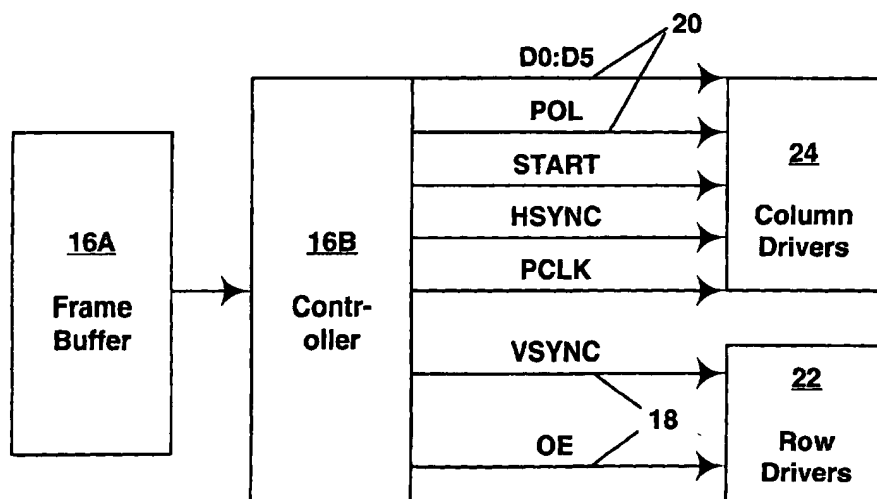 20
D0:D5
POL
START
HSYNC
PCLK
VSYNC
18
OE
16A
Frame
Buffer
16B
Contr-
oller
24
Column
Drivers
22
Row
Drivers